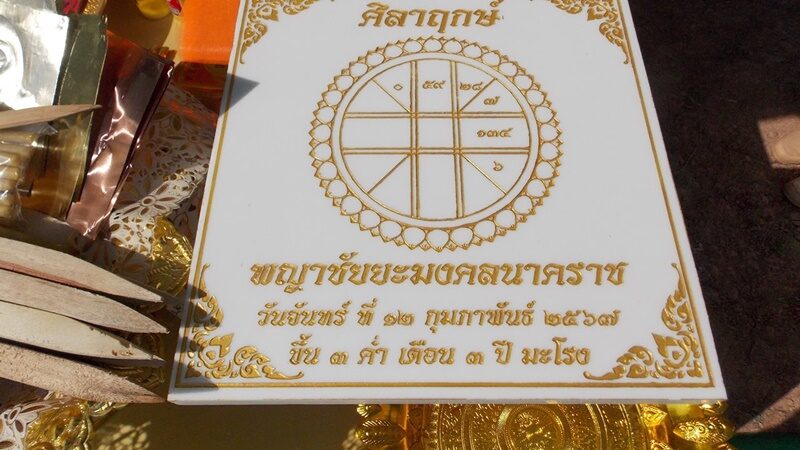 ศิลาฤกษ์
๐ ๕๙ ๒๘
๗
๑๓๔
๖
พญาชัยยะมงคลนาคราช
วันจันทร์ ที่ ๑๒ กุมภาพันธ์ ๒๕๖๗
ขึ้น ๓ ค่ำ เดือน ๓ ปี มะโรง